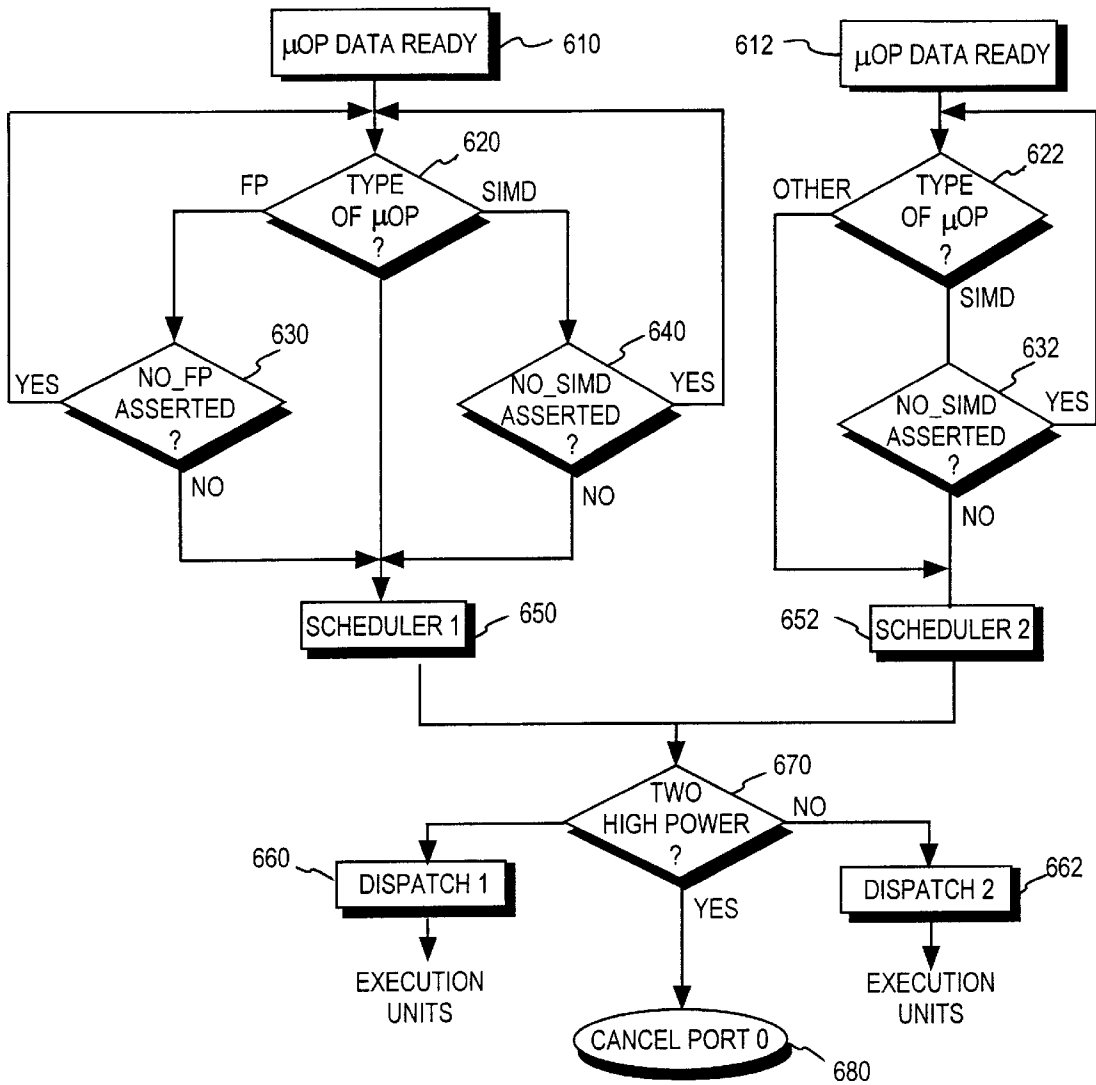 μOP DATA READY
610
612
μOP DATA READY
620
622
FP
TYPE
OF μOP
?
SIMD
OTHER
TYPE
OF μOP
?
SIMD
630
640
632
YES
NO_FP
ASSERTED
?
NO_SIMD
ASSERTED
?
YES
NO_SIMD
ASSERTED
?
YES
NO
NO
NO
SCHEDULER 1
650
652
SCHEDULER 2
670
TWO
HIGH POWER
?
NO
660
DISPATCH 1
YES
DISPATCH 2
662
EXECUTION
UNITS
EXECUTION
UNITS
CANCEL PORT 0
680